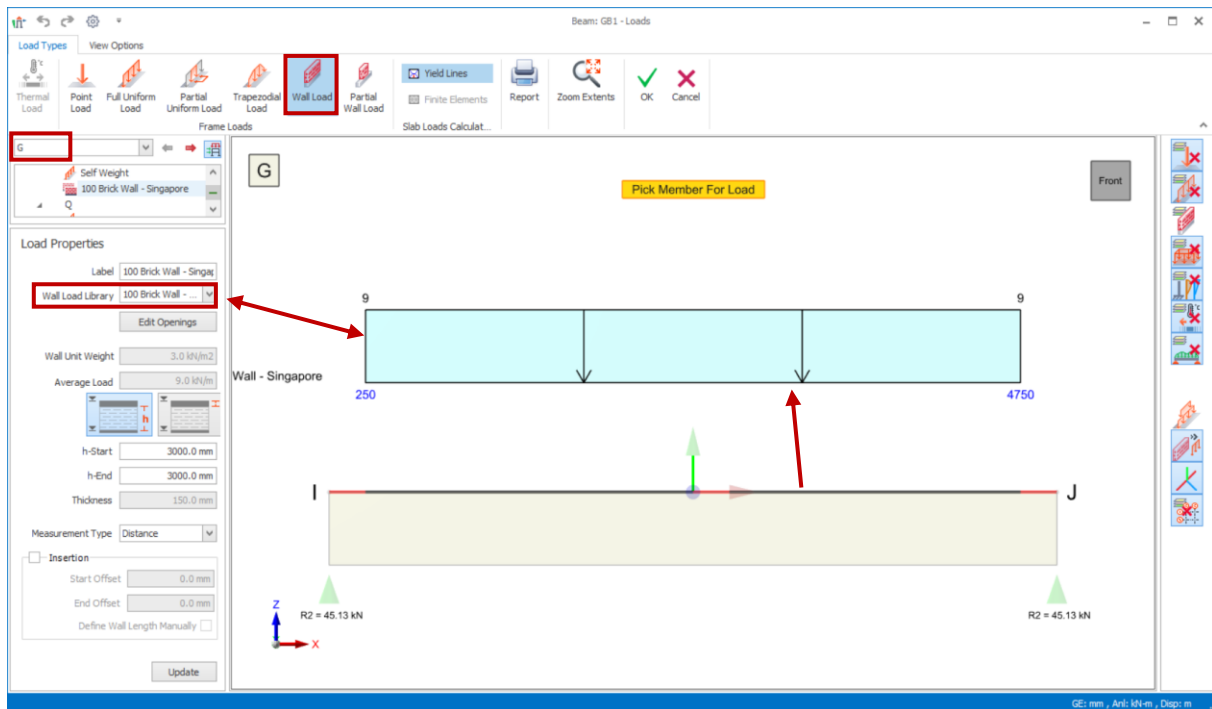 Beam: GB1 - Loads
Load Types View Options
Thermal Load
Point Load
Full Uniform Load
Partial Uniform Load
Trapezodial Load
Wall Load
Partial Wall Load
Yield Lines
Finite Elements
Report
Zoom Extents
OK
Cancel
Frame Loads
Slab Loads Calculat...
G
Self Weight
100 Brick Wall - Singapore
Q
G
Pick Member For Load
Front
Load Properties
Label 100 Brick Wall - Singap
Wall Load Library 100 Brick Wall - ...
Edit Openings
Wall Unit Weight 3.0 kN/m2
Average Load 9.0 kN/m
h
h-Start 3000.0 mm
h-End 3000.0 mm
Thickness 150.0 mm
Measurement Type Distance
Insertion
Start Offset 0.0 mm
End Offset 0.0 mm
Define Wall Length Manually
Update
9 9
Wall - Singapore
250 4750
I J
R2 = 45.13 kN R2 = 45.13 kN
Z
X
GE: mm , Anl: kN-m , Disp: m